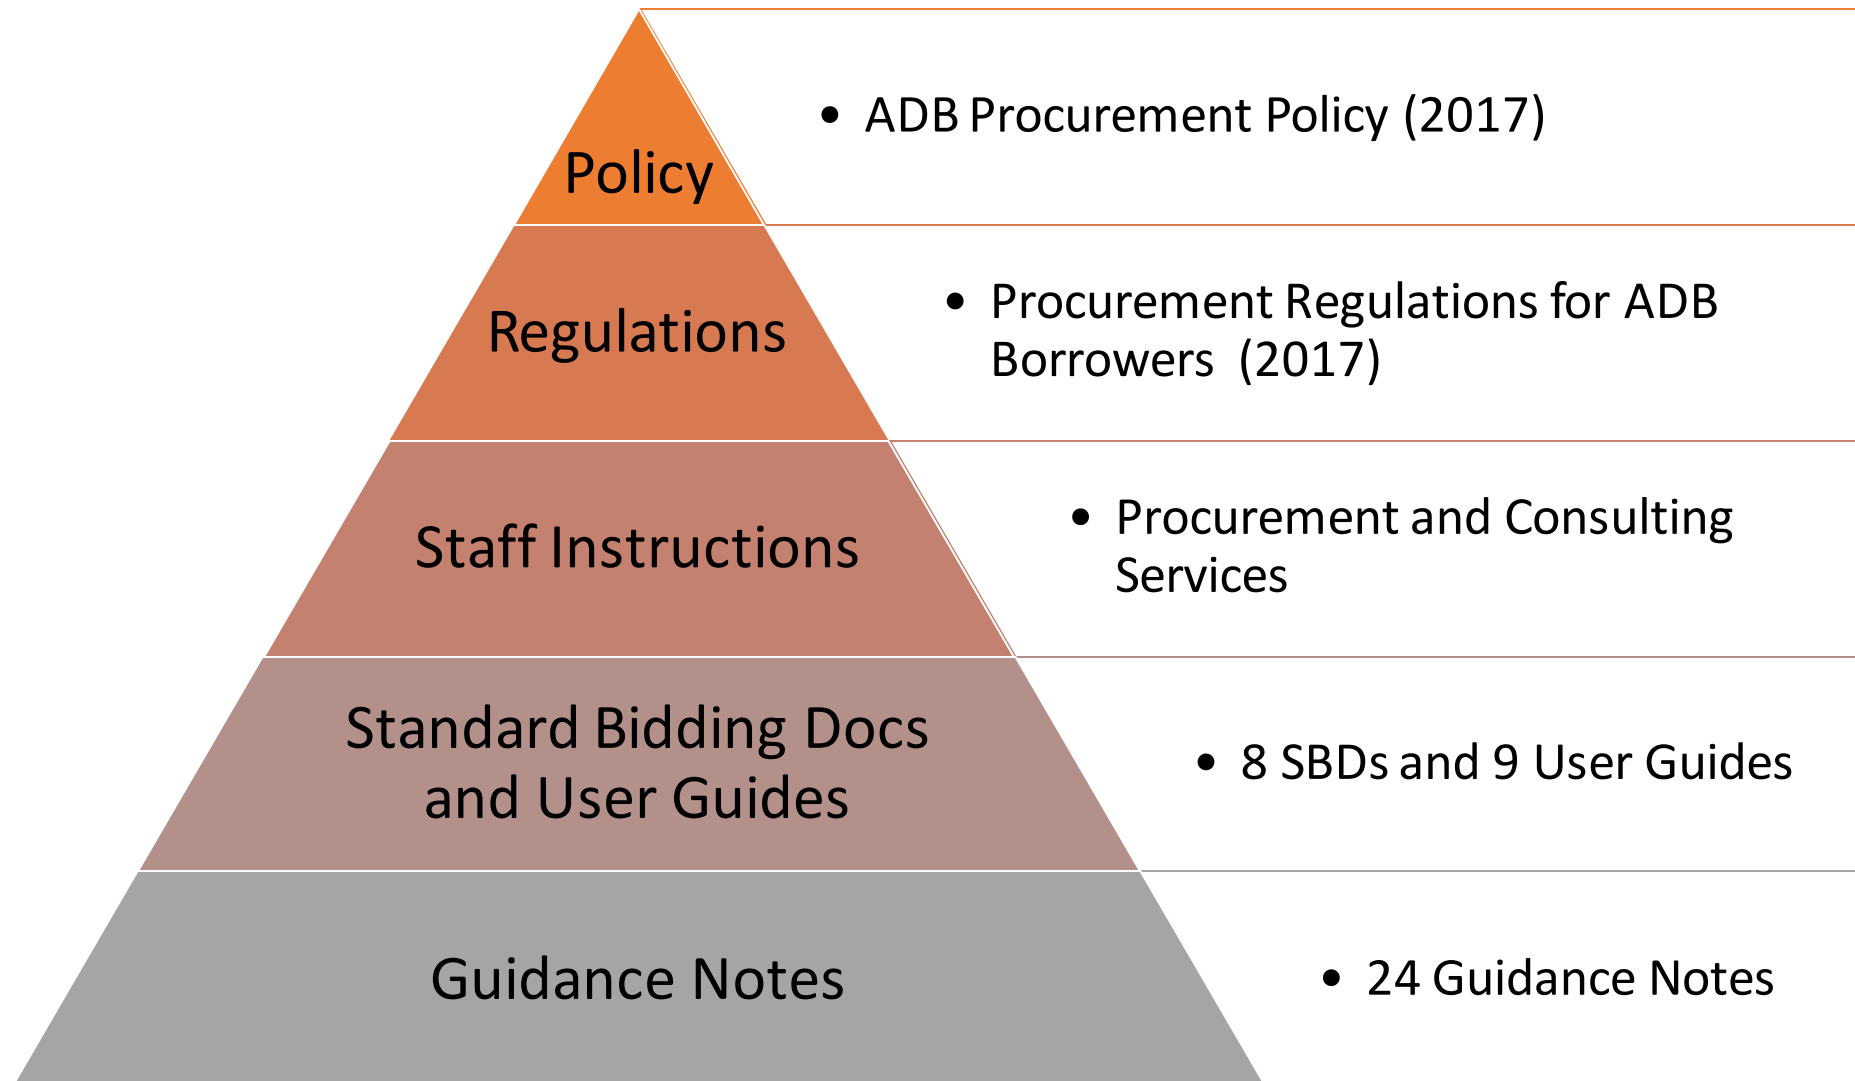 Policy
• ADB Procurement Policy (2017)
Regulations
• Procurement Regulations for ADB
Borrowers (2017)
Staff Instructions
• Procurement and Consulting
Services
Standard Bidding Docs
and User Guides
• 8 SBDs and 9 User Guides
Guidance Notes
• 24 Guidance Notes